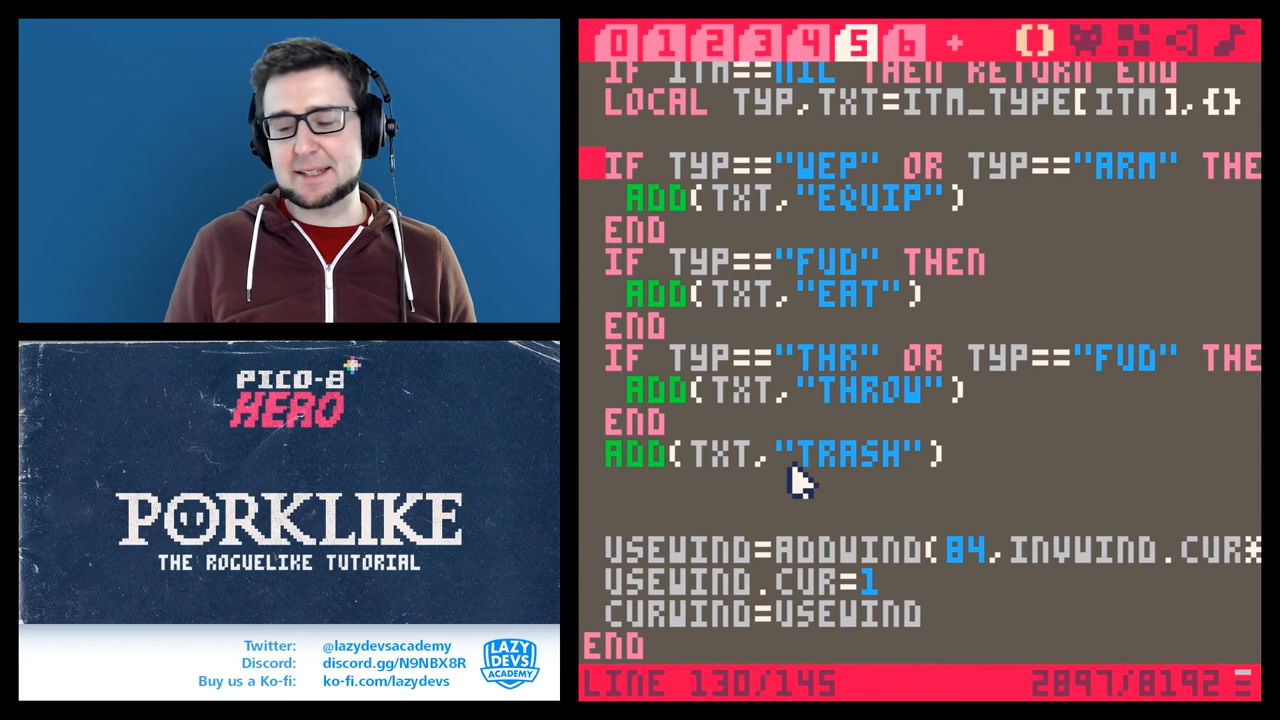 PICO-8
HERO
PORKLIKE
THE ROGUELIKE TUTORIAL
Twitter: @lazydevsacademy
Discord: discord.gg/N9NBX8R
Buy us a Ko-fi: ko-fi.com/lazydevs
LAZY
DEVS
ACADEMY
0 1 2 3 4 5 6 +
IF ITM==NIL THEN RETURN END
LOCAL TYP,TXT=ITM_TYPE[ITM],{}
IF TYP=="WEP" OR TYP=="ARM" THE
ADD(TXT,"EQUIP")
END
IF TYP=="FUD" THEN
ADD(TXT,"EAT")
END
IF TYP=="THR" OR TYP=="FUD" THE
ADD(TXT,"THROW")
END
ADD(TXT,"TRASH")
USEWIND=ADDWIND(84,INVWIND.CUR*
USEWIND.CUR=1
CURWIND=USEWIND
END
LINE 130/145 2897/8192